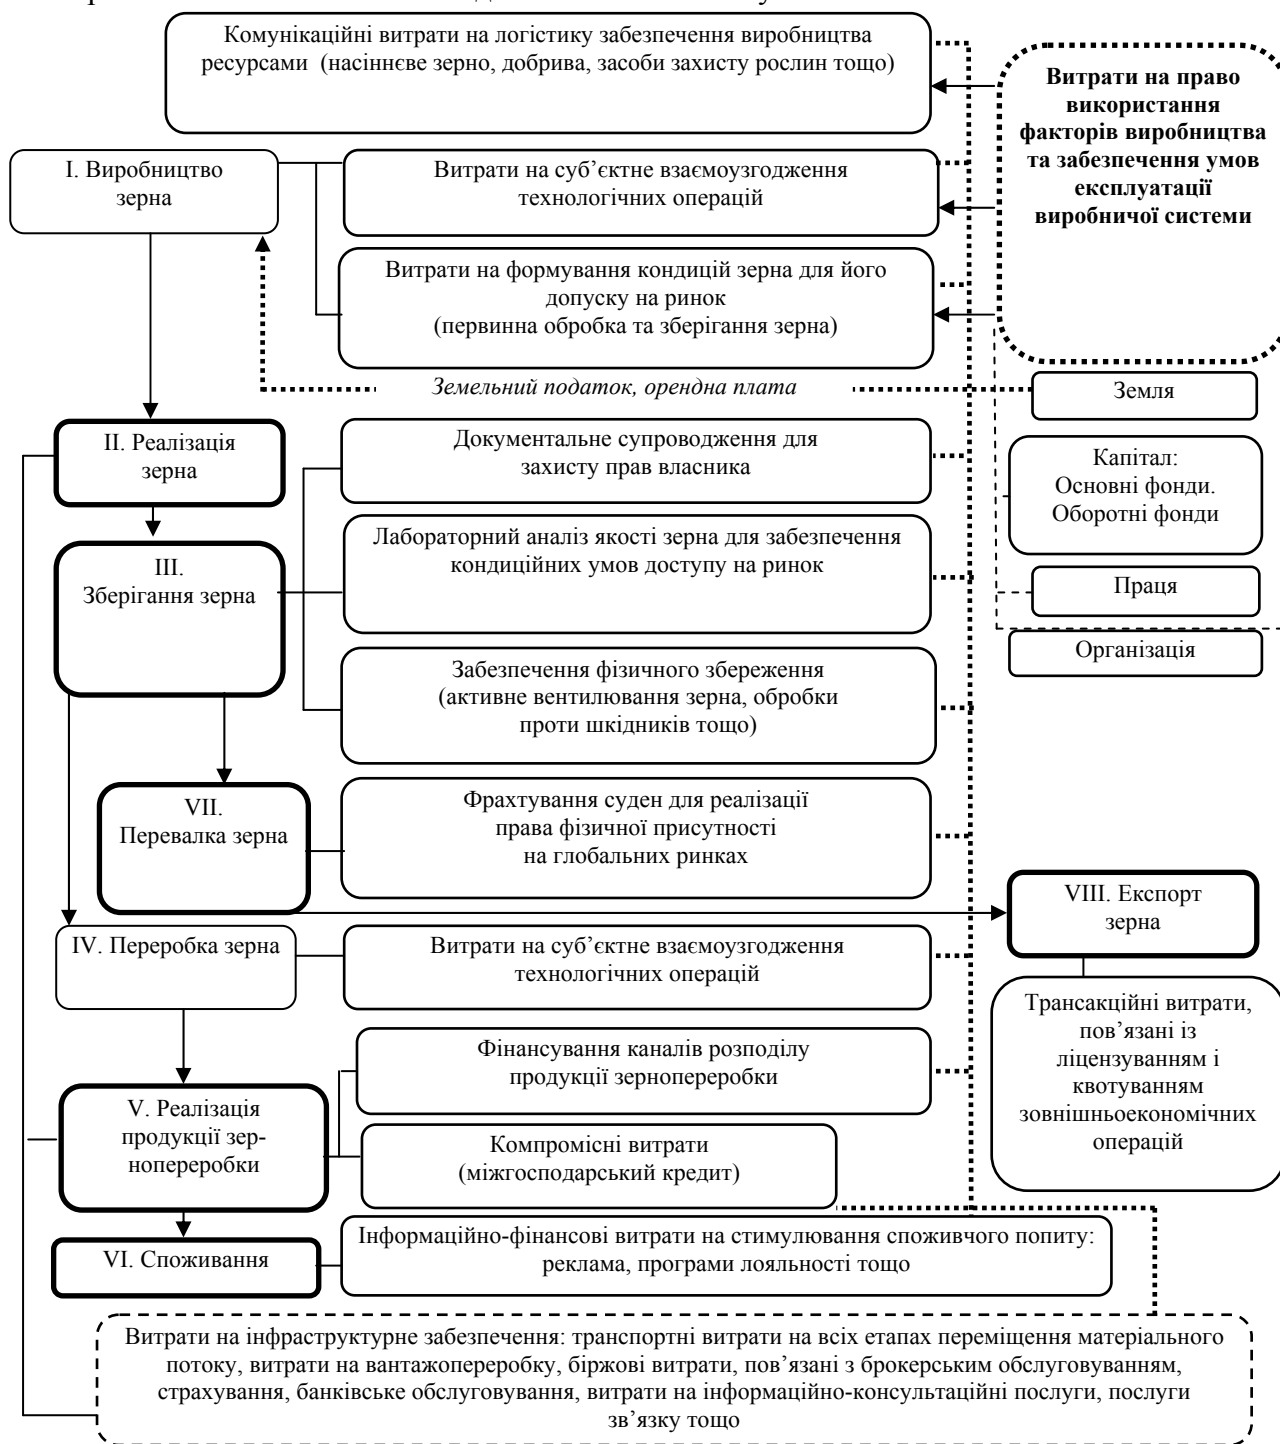 Комунікаційні витрати на логістику забезпечення виробництва
ресурсами (насіннєве зерно, добрива, засоби захисту рослин тощо)
Витрати на право
використання
факторів виробництва
та забезпечення умов
експлуатації
виробничої системи
І. Виробництво
зерна
Витрати на суб’єктне взаємоузгодження
технологічних операцій
Витрати на формування кондицій зерна для його
допуску на ринок
(первинна обробка та зберігання зерна)
Земельний податок, орендна плата
Земля
ІІ. Реалізація
зерна
Документальне супроводження для
захисту прав власника
Капітал:
Основні фонди.
Оборотні фонди
ІІІ.
Зберігання зерна
Лабораторний аналіз якості зерна для забезпечення
кондиційних умов доступу на ринок
Праця
Організація
Забезпечення фізичного збереження
(активне вентилювання зерна, обробки
проти шкідників тощо)
VII.
Перевалка зерна
Фрахтування суден для реалізації
права фізичної присутності
на глобальних ринках
VIII. Експорт
зерна
IV. Переробка зерна
Витрати на суб’єктне взаємоузгодження
технологічних операцій
Трансакційні витрати,
пов’язані із
ліцензуванням і
квотуванням
зовнішньоекономічних
операцій
Фінансування каналів розподілу
продукції зернопереробки
V. Реалізація
продукції зер-
нопереробки
Компромісні витрати
(міжгосподарський кредит)
VI. Споживання
Інформаційно-фінансові витрати на стимулювання споживчого попиту:
реклама, програми лояльності тощо
Витрати на інфраструктурне забезпечення: транспортні витрати на всіх етапах переміщення матеріального
потоку, витрати на вантажопереробку, біржові витрати, пов’язані з брокерським обслуговуванням,
страхування, банківське обслуговування, витрати на інформаційно-консультаційні послуги, послуги
зв’язку тощо